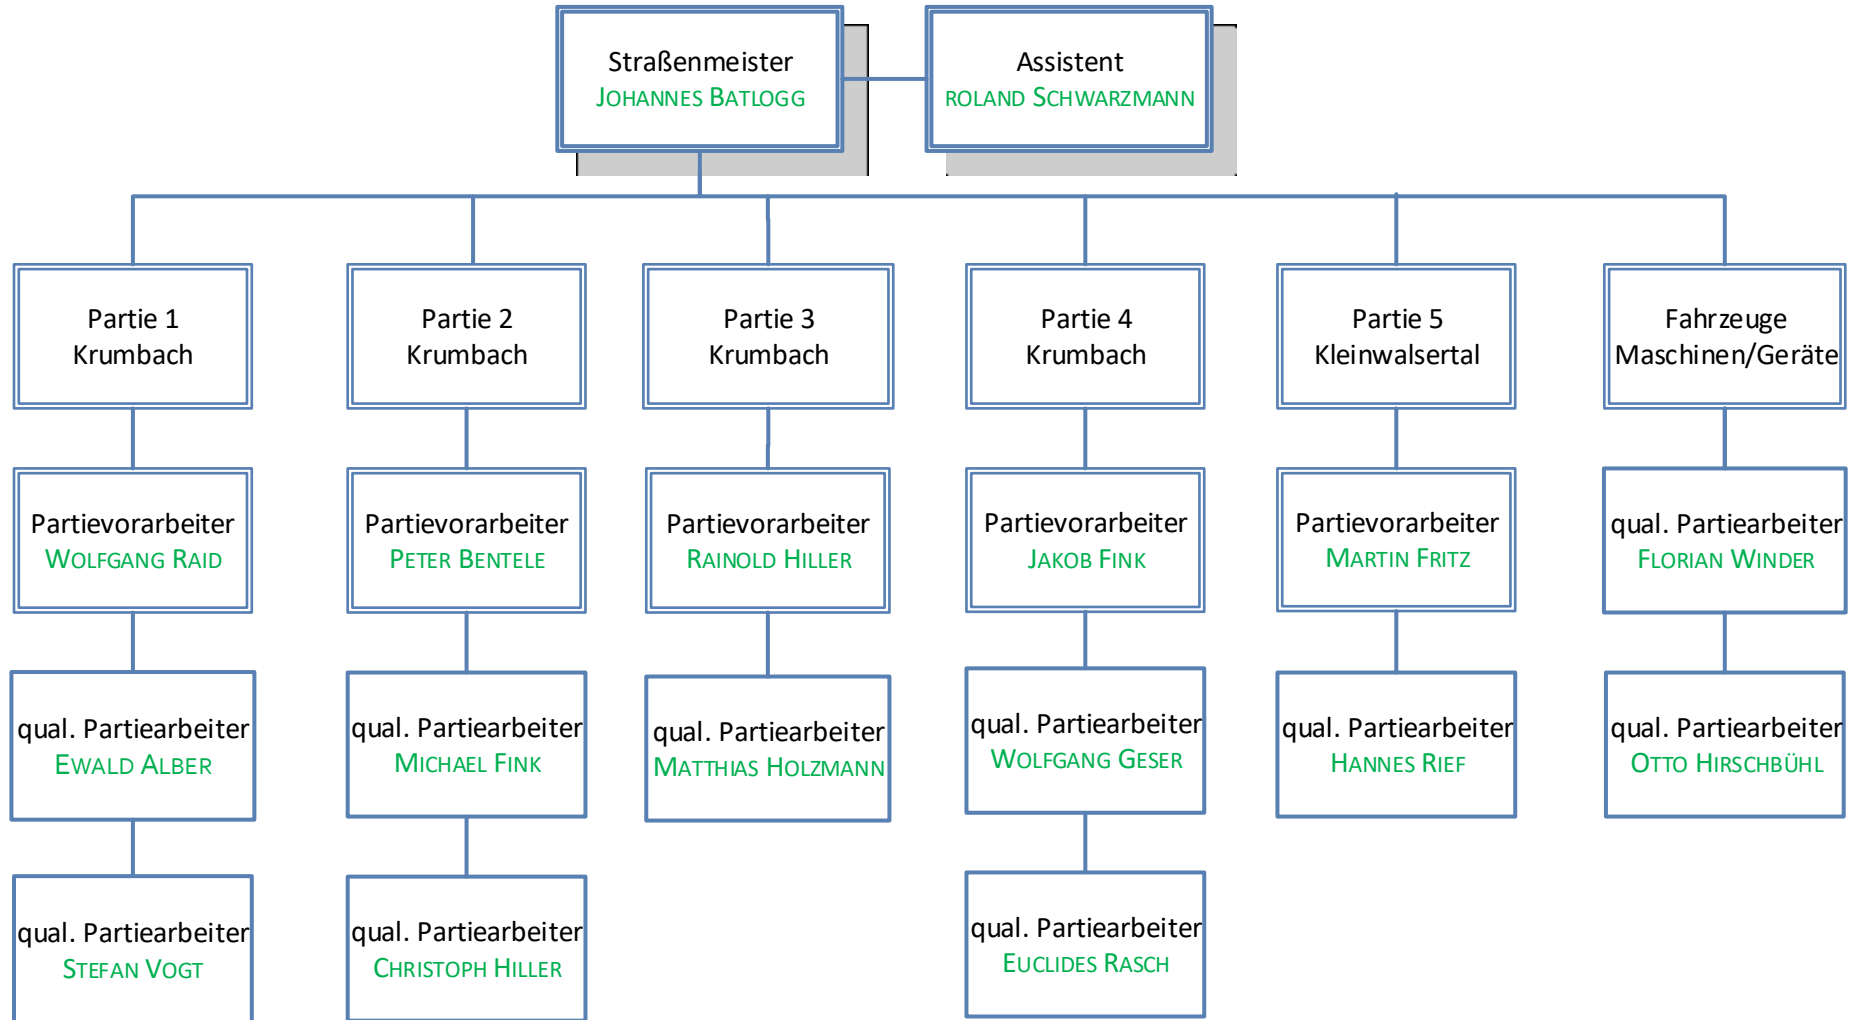 Straßenmeister
JOHANNES BATLOGG
Assistent
ROLAND SCHWARZMANN
Partie 1
Krumbach
Partie 2
Krumbach
Partie 3
Krumbach
Partie 4
Krumbach
Partie 5
Kleinwalsertal
Fahrzeuge
Maschinen/Geräte
Partievorarbeiter
WOLFGANG RAID
Partievorarbeiter
PETER BENTELE
Partievorarbeiter
RAINOLD HILLER
Partievorarbeiter
JAKOB FINK
Partievorarbeiter
MARTIN FRITZ
qual. Partiearbeiter
FLORIAN WINDER
qual. Partiearbeiter
EWALD ALBER
qual. Partiearbeiter
MICHAEL FINK
qual. Partiearbeiter
MATTHIAS HOLZMANN
qual. Partiearbeiter
WOLFGANG GESER
qual. Partiearbeiter
HANNES RIEF
qual. Partiearbeiter
OTTO HIRSCHBÜHL
qual. Partiearbeiter
STEFAN VOGT
qual. Partiearbeiter
CHRISTOPH HILLER
qual. Partiearbeiter
EUCLIDES RASCH